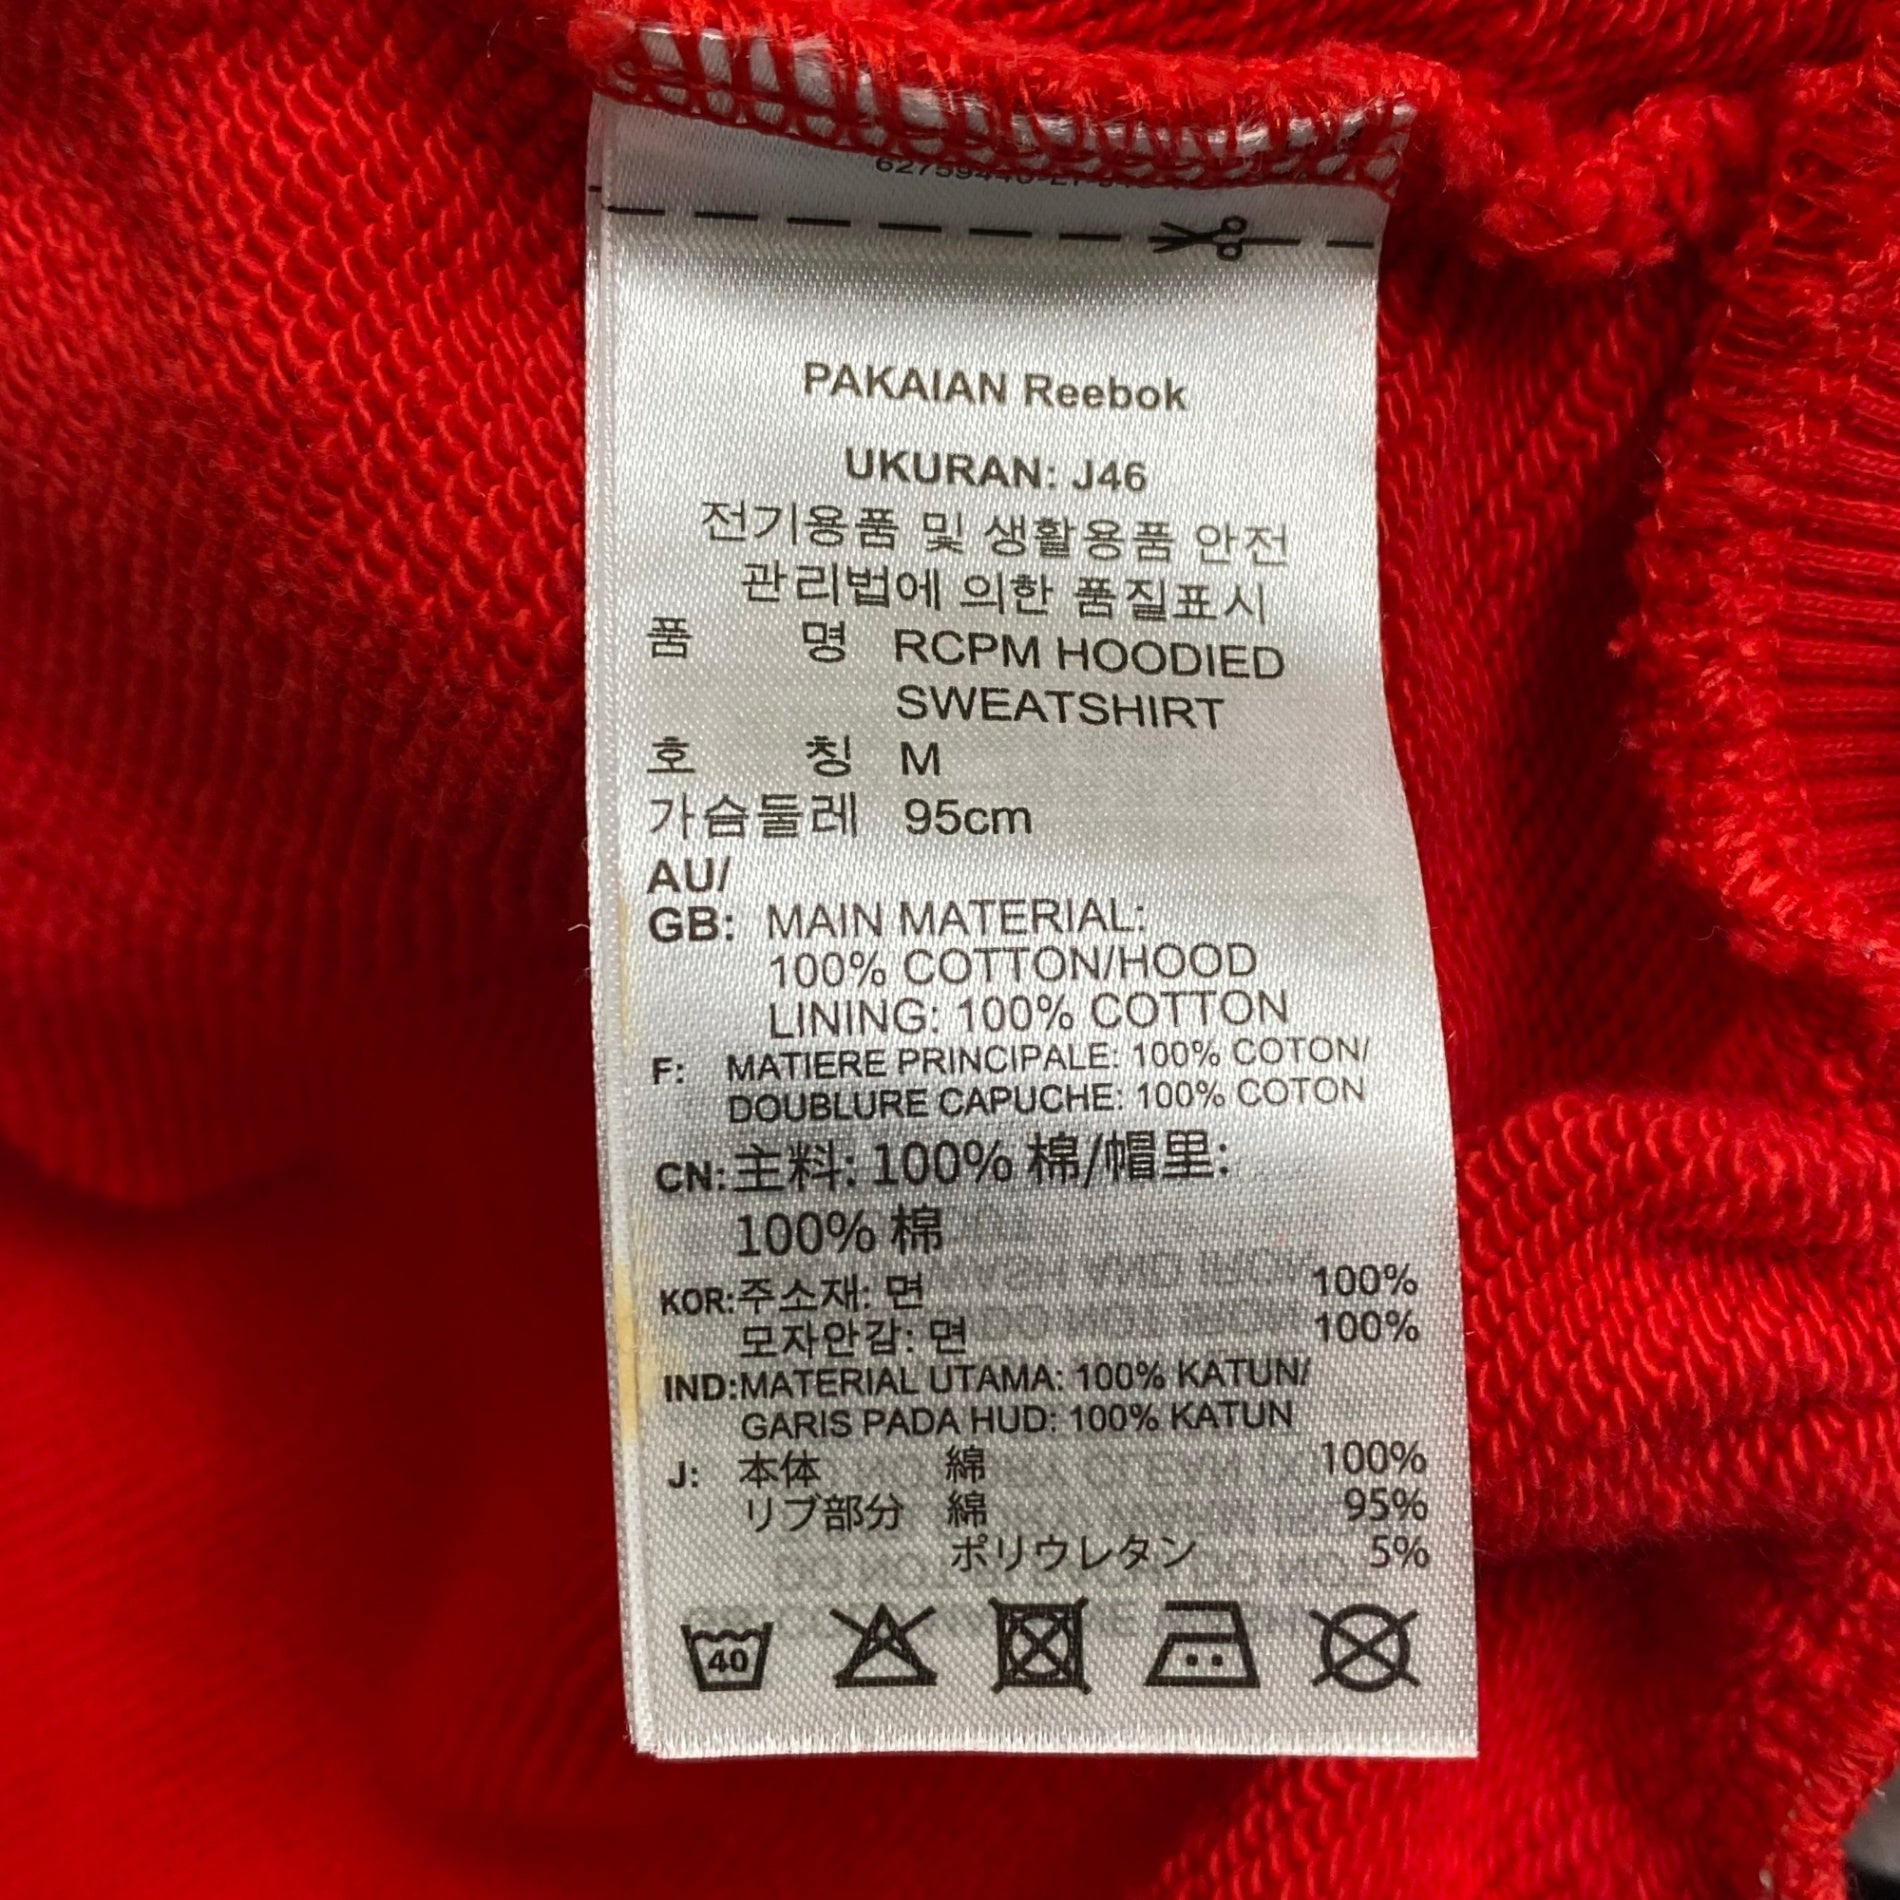 PAKAIAN Reebok
UKURAN: J46
전기용품 및 생활용품 안전
관리법에 의한 품질표시
품 명 RCPM HOODIED
SWEATSHIRT
호 칭 M
가슴둘레 95cm
AU/
GB: MAIN MATERIAL:
100% COTTON/HOOD
LINING: 100% COTTON
F: MATIERE PRINCIPALE: 100% COTON/
DOUBLURE CAPUCHE: 100% COTON
CN: 主料: 100% 棉/帽里:
100% 棉
KOR: 주소재: 면 100%
모자안감: 면 100%
IND: MATERIAL UTAMA: 100% KATUN/
GARIS PADA HUD: 100% KATUN
J: 本体 綿 100%
リブ部分 綿 95%
ポリウレタン 5%
40